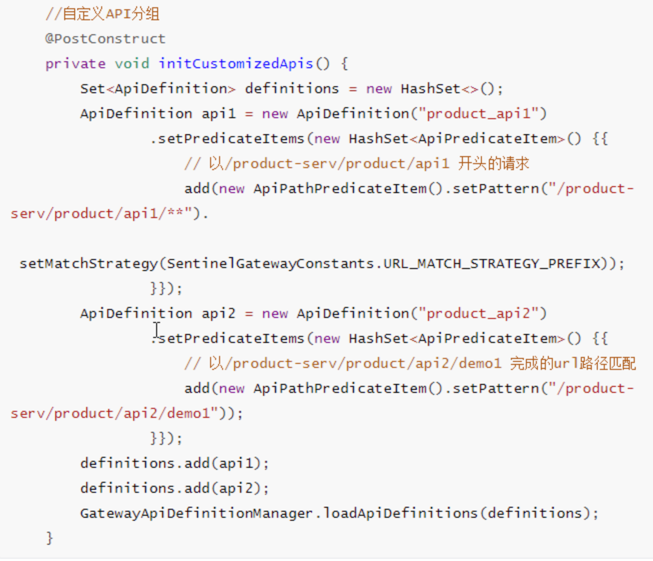 //自定义API分组
@PostConstruct
private void initCustomizedApis() {
Set<ApiDefinition> definitions = new HashSet<>();
ApiDefinition api1 = new ApiDefinition("product_api1")
.setPredicateItems(new HashSet<ApiPredicateItem>() {{
// 以/product-serv/product/api1 开头的请求
add(new ApiPathPredicateItem().setPattern("/product-
serv/product/api1/**").
setMatchStrategy(SentinelGatewayConstants.URL_MATCH_STRATEGY_PREFIX));
}});
ApiDefinition api2 = new ApiDefinition("product_api2")
.setPredicateItems(new HashSet<ApiPredicateItem>() {{
// 以/product-serv/product/api2/demo1 完成的url路径匹配
add(new ApiPathPredicateItem().setPattern("/product-
serv/product/api2/demo1"));
}});
definitions.add(api1);
definitions.add(api2);
GatewayApiDefinitionManager.loadApiDefinitions(definitions);
}